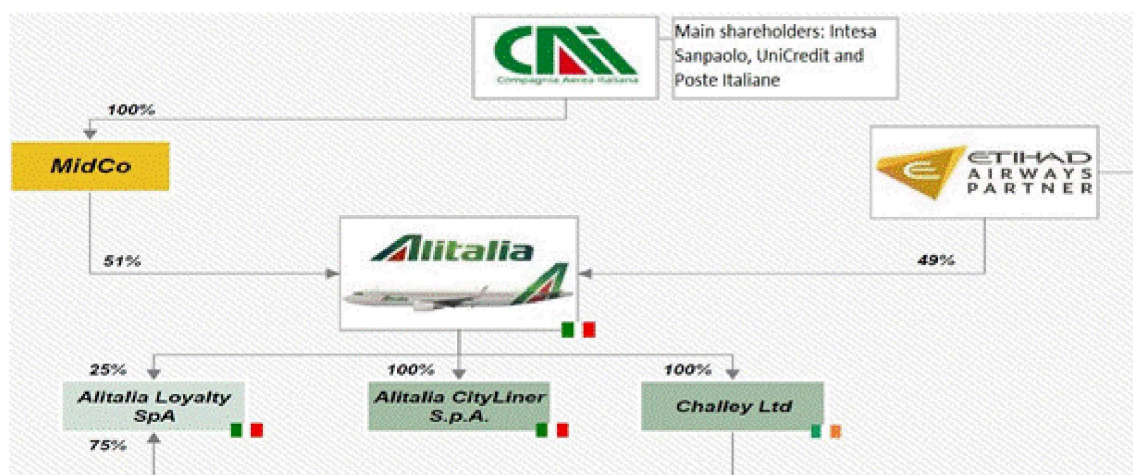 CAI
Compagnia Aerea Italiana
Main shareholders: Intesa
Sanpaolo, UniCredit and
Poste Italiane
100%
MidCo
ETIHAD
AIRWAYS
PARTNER
51%
Alitalia
49%
Alitalia
25%
100%
100%
Alitalia Loyalty
SpA
Alitalia CityLiner
S.p.A.
Challey Ltd
75%